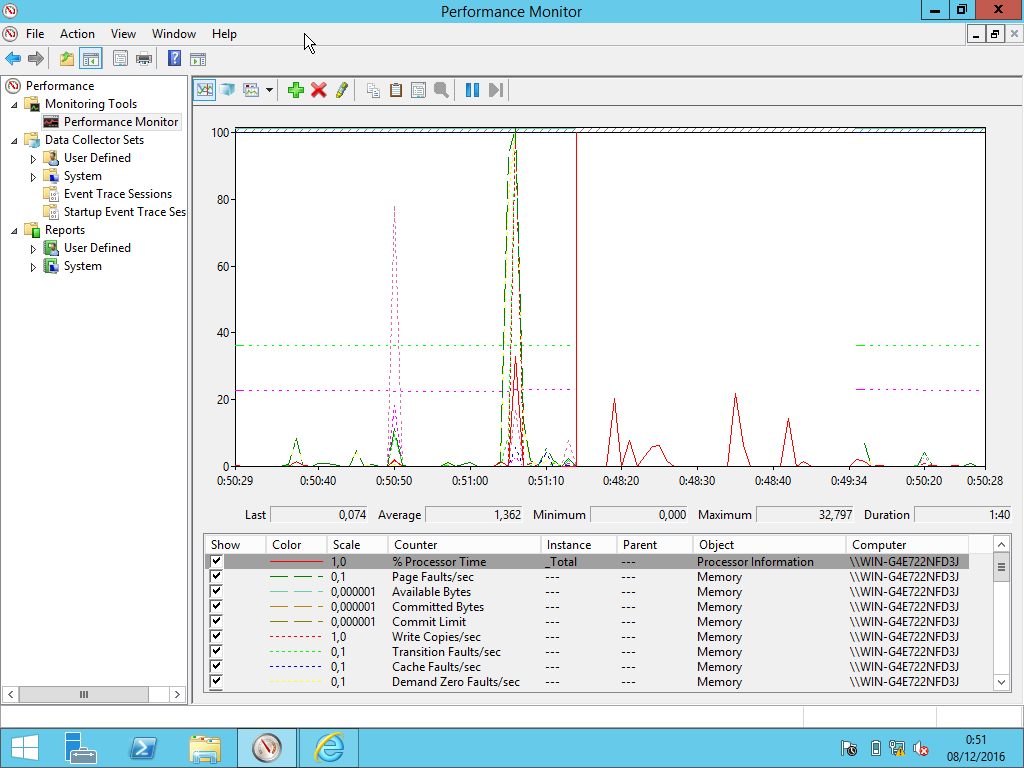 Performance Monitor
File Action View Window Help
Performance
Monitoring Tools
Performance Monitor
Data Collector Sets
User Defined
System
Event Trace Sessions
Startup Event Trace Ses
Reports
User Defined
System
100
80
60
40
20
0
0:50:29 0:50:40 0:50:50 0:51:00 0:51:10 0:48:20 0:48:30 0:48:40 0:49:34 0:50:20 0:50:28
Last 0,074 Average 1,362 Minimum 0,000 Maximum 32,797 Duration 1:40
Show Color Scale Counter Instance Parent Object Computer
1,0 % Processor Time _Total --- Processor Information \\WIN-G4E722NFD3J
0,1 Page Faults/sec --- --- Memory \\WIN-G4E722NFD3J
0,000001 Available Bytes --- --- Memory \\WIN-G4E722NFD3J
0,000001 Committed Bytes --- --- Memory \\WIN-G4E722NFD3J
0,000001 Commit Limit --- --- Memory \\WIN-G4E722NFD3J
1,0 Write Copies/sec --- --- Memory \\WIN-G4E722NFD3J
0,1 Transition Faults/sec --- --- Memory \\WIN-G4E722NFD3J
0,1 Cache Faults/sec --- --- Memory \\WIN-G4E722NFD3J
0,1 Demand Zero Faults/sec --- --- Memory \\WIN-G4E722NFD3J
0:51
08/12/2016